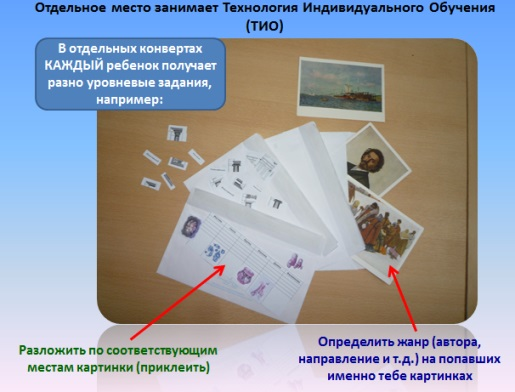 Отдельное место занимает Технология Индивидуального Обучения
(ТИО)
В отдельных конвертах
КАЖДЫЙ ребенок получает
разно уровневые задания,
например:
Разложить по соответствующим
местам картинки (приклеить)
Определить жанр (автора,
направление и т.д.) на попавших
именно тебе картинках